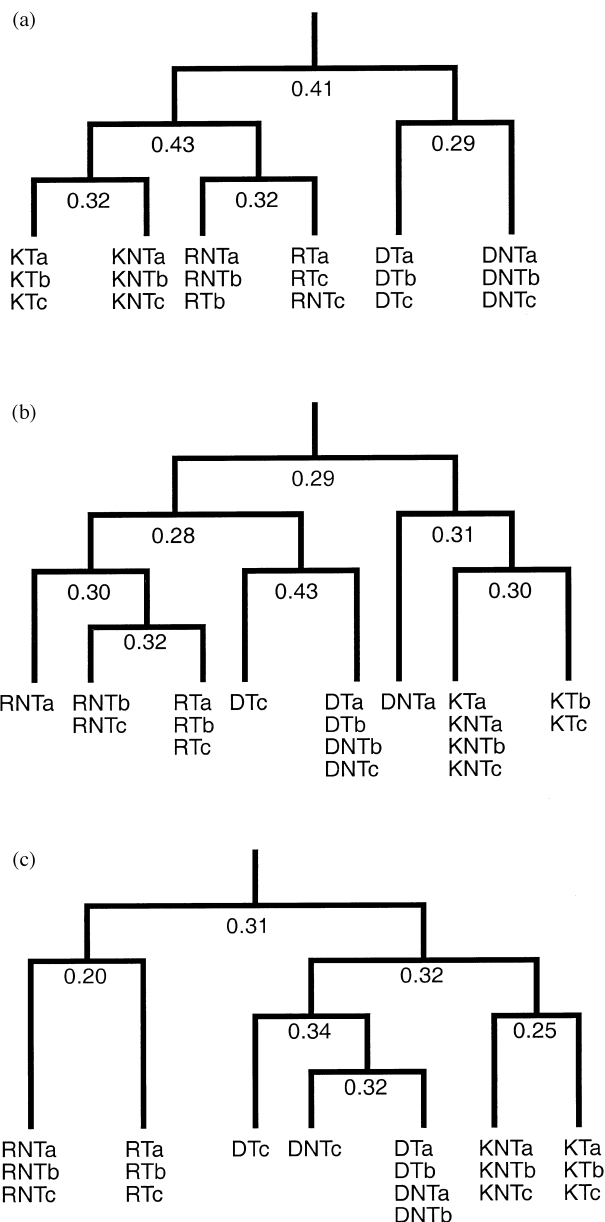 (a)
0.41
0.43 0.29
0.32 0.32
KTa KNTa RNTa RTa DTa DNTa
KTb KNTb RNTb RTc DTb DNTb
KTc KNTc RTb RNTc DTc DNTc
(b)
0.29
0.28 0.31
0.30 0.43 0.30
0.32
RNTa RNTb RTa DTc DTa DNTa KTa KTb
RNTc RTb DTb KNTa KTc
RTc DNTb KNTb
DNTc KNTc
(c)
0.31
0.20 0.32
0.34 0.25
0.32
RNTa RTa DTc DNTc DTa KNTa KTa
RNTb RTb DTb KNTb KTb
RNTc RTc DNTa KNTc KTc
DNTb